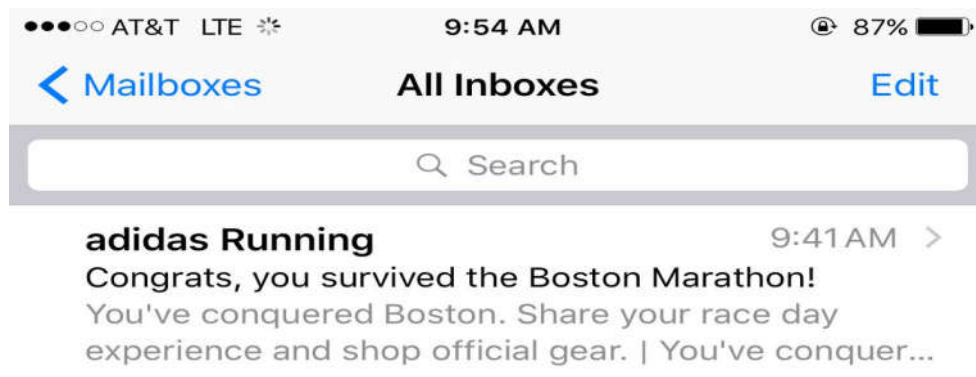 AT&T LTE 9:54 AM 87%
Mailboxes All Inboxes Edit
Search
adidas Running 9:41 AM
Congrats, you survived the Boston Marathon!
You've conquered Boston. Share your race day
experience and shop official gear. | You've conquer...